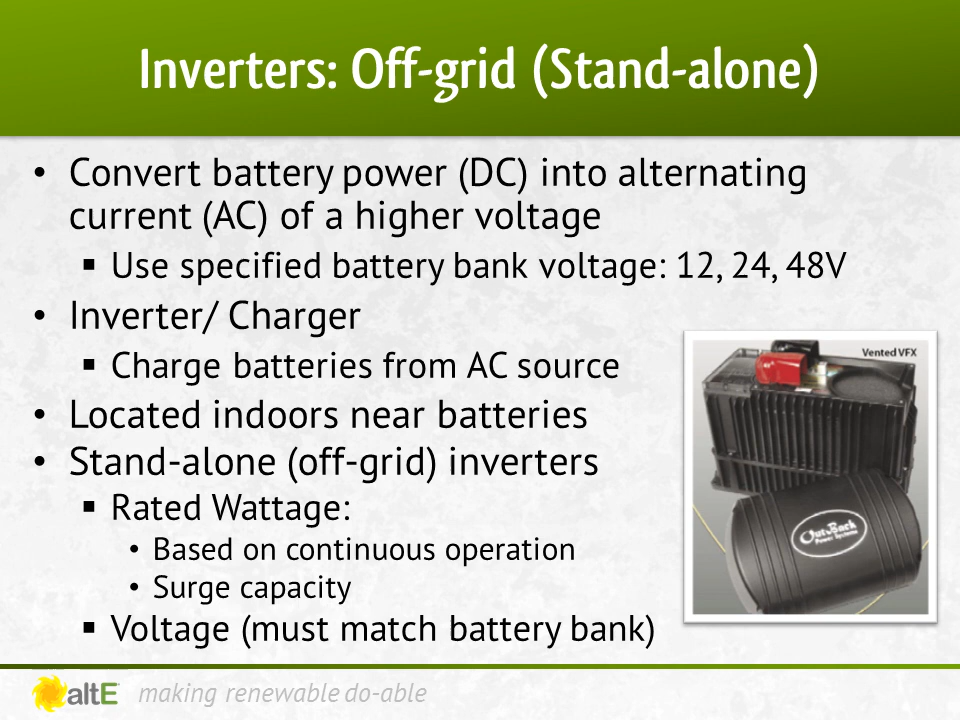 Inverters: Off-grid (Stand-alone)
• Convert battery power (DC) into alternating
current (AC) of a higher voltage
▪ Use specified battery bank voltage: 12, 24, 48V
• Inverter/ Charger
▪ Charge batteries from AC source
Vented VFX
• Located indoors near batteries
• Stand-alone (off-grid) inverters
▪ Rated Wattage:
• Based on continuous operation
• Surge capacity
OutBack
Power Systems
▪ Voltage (must match battery bank)
altE making renewable do-able